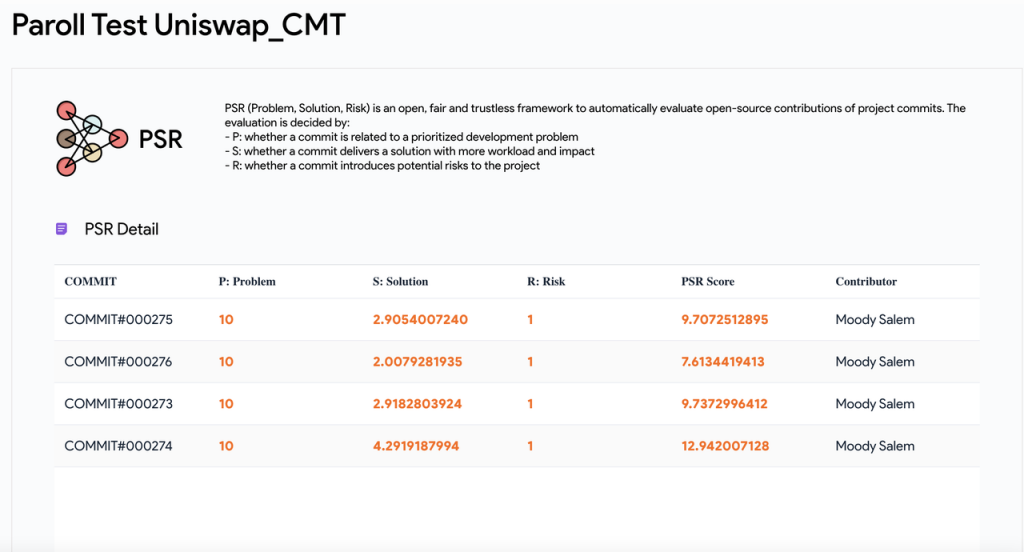 Paroll Test Uniswap_CMT
PSR
PSR (Problem, Solution, Risk) is an open, fair and trustless framework to automatically evaluate open-source contributions of project commits. The
evaluation is decided by:
- P: whether a commit is related to a prioritized development problem
- S: whether a commit delivers a solution with more workload and impact
- R: whether a commit introduces potential risks to the project
PSR Detail
COMMIT P: Problem S: Solution R: Risk PSR Score Contributor
COMMIT#000275 10 2.9054007240 1 9.7072512895 Moody Salem
COMMIT#000276 10 2.0079281935 1 7.6134419413 Moody Salem
COMMIT#000273 10 2.9182803924 1 9.7372996412 Moody Salem
COMMIT#000274 10 4.2919187994 1 12.942007128 Moody Salem